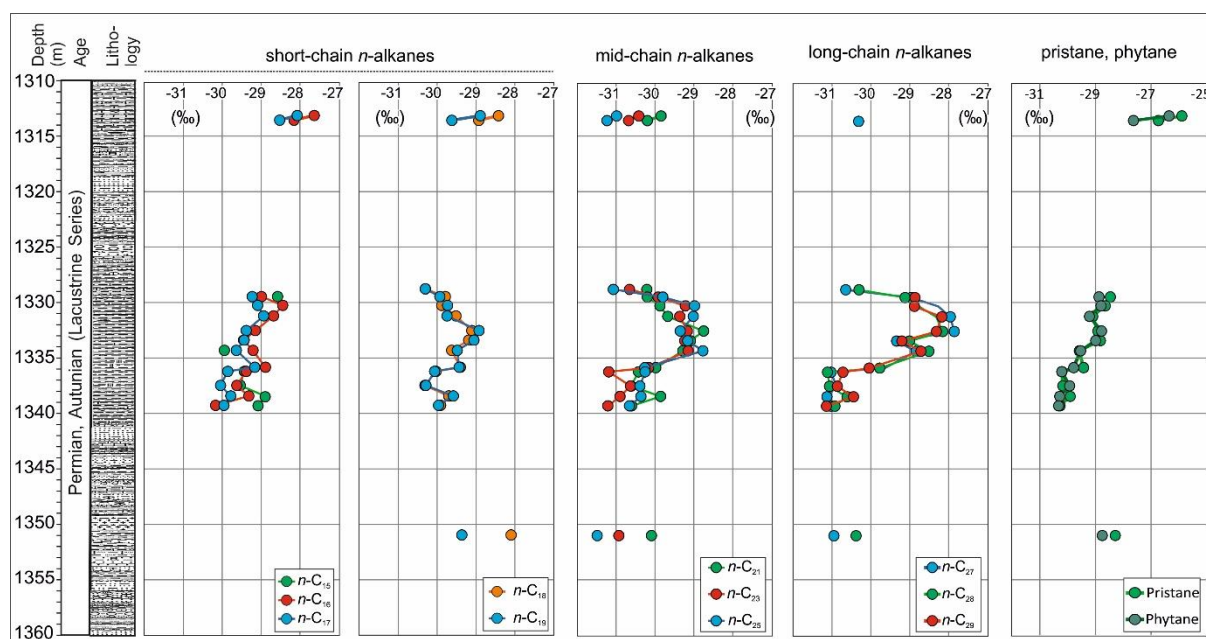 Depth (m)
Age
Litho-
logy
short-chain n-alkanes
mid-chain n-alkanes
long-chain n-alkanes
pristane, phytane
-31 -30 -29 -28 -27
-31 -30 -29 -28 -27
-31 -30 -29 -28 -27
-31 -30 -29 -28 -27
-31 -29 -27 -25
(‰)
(‰)
(‰)
(‰)
(‰)
1310
1315
1320
1325
1330
1335
1340
1345
1350
1355
1360
Permian, Autunian (Lacustrine Series)
n-C₁₅
n-C₁₆
n-C₁₇
n-C₁₈
n-C₁₉
n-C₂₁
n-C₂₃
n-C₂₅
n-C₂₇
n-C₂₈
n-C₂₉
Pristane
Phytane